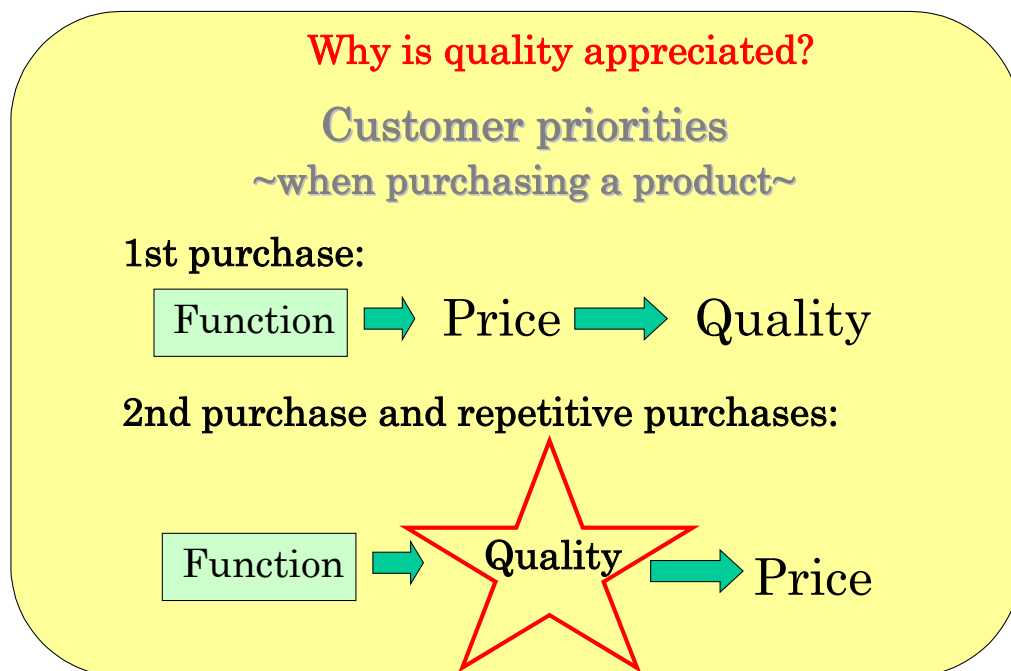 Why is quality appreciated?
Customer priorities
~when purchasing a product~
1st purchase:
Function Price Quality
2nd purchase and repetitive purchases:
Function Quality Price